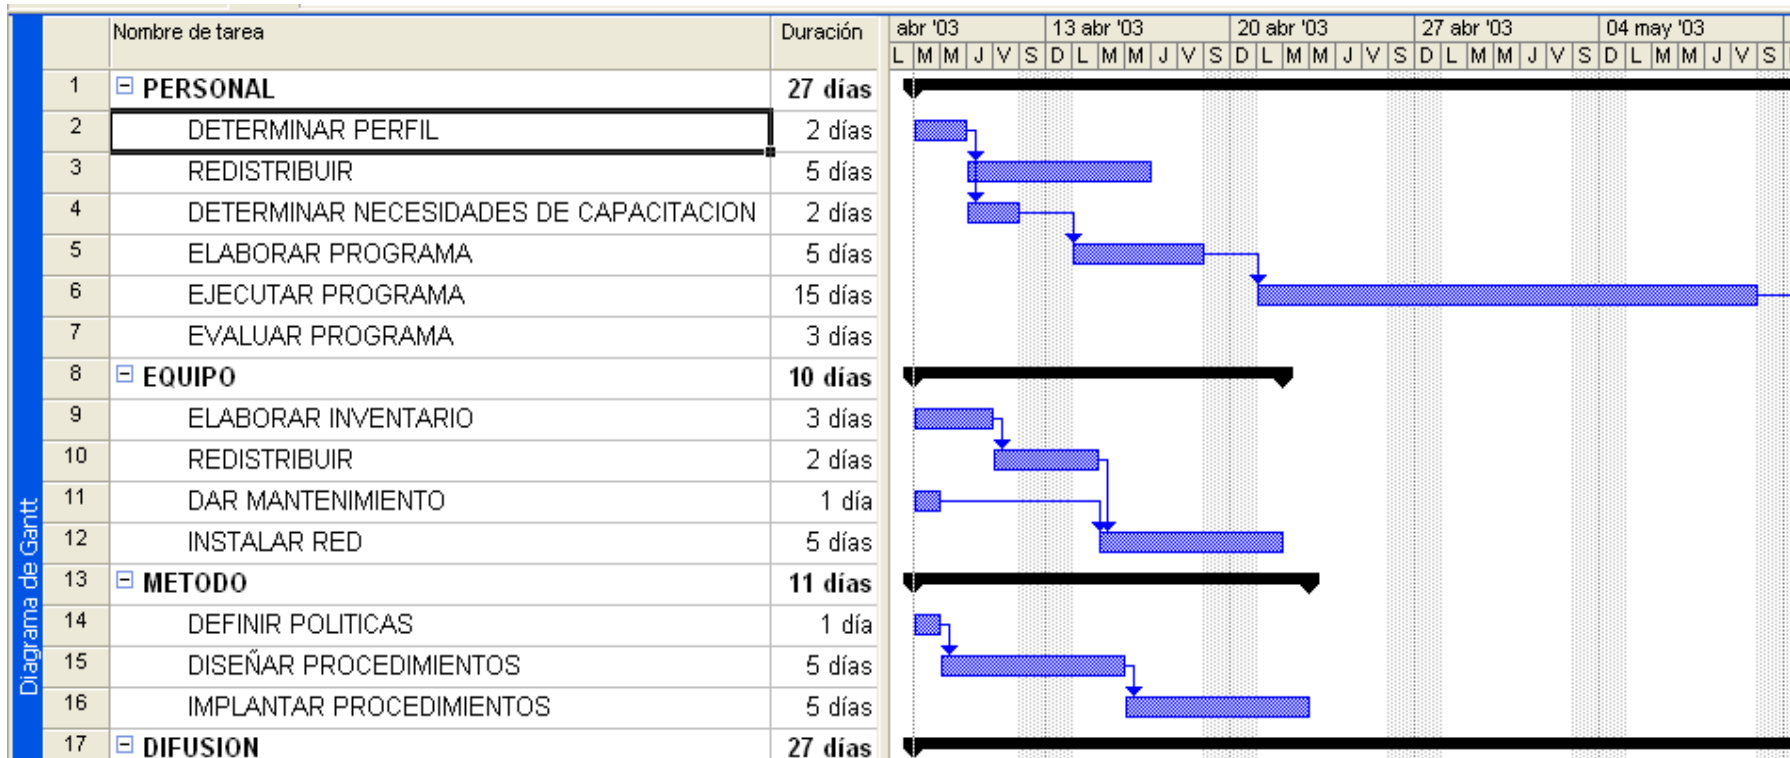 Nombre de tarea Duración abr '03 13 abr '03 20 abr '03 27 abr '03 04 may '03
L M M J V S D L M M J V S D L M M J V S D L M M J V S D L M M J V S
1 PERSONAL 27 días
2 DETERMINAR PERFIL 2 días
3 REDISTRIBUIR 5 días
4 DETERMINAR NECESIDADES DE CAPACITACION 2 días
5 ELABORAR PROGRAMA 5 días
6 EJECUTAR PROGRAMA 15 días
7 EVALUAR PROGRAMA 3 días
8 EQUIPO 10 días
9 ELABORAR INVENTARIO 3 días
10 REDISTRIBUIR 2 días
11 DAR MANTENIMIENTO 1 día
12 INSTALAR RED 5 días
13 METODO 11 días
14 DEFINIR POLITICAS 1 día
15 DISEÑAR PROCEDIMIENTOS 5 días
16 IMPLANTAR PROCEDIMIENTOS 5 días
17 DIFUSION 27 días
Diagrama de Gantt